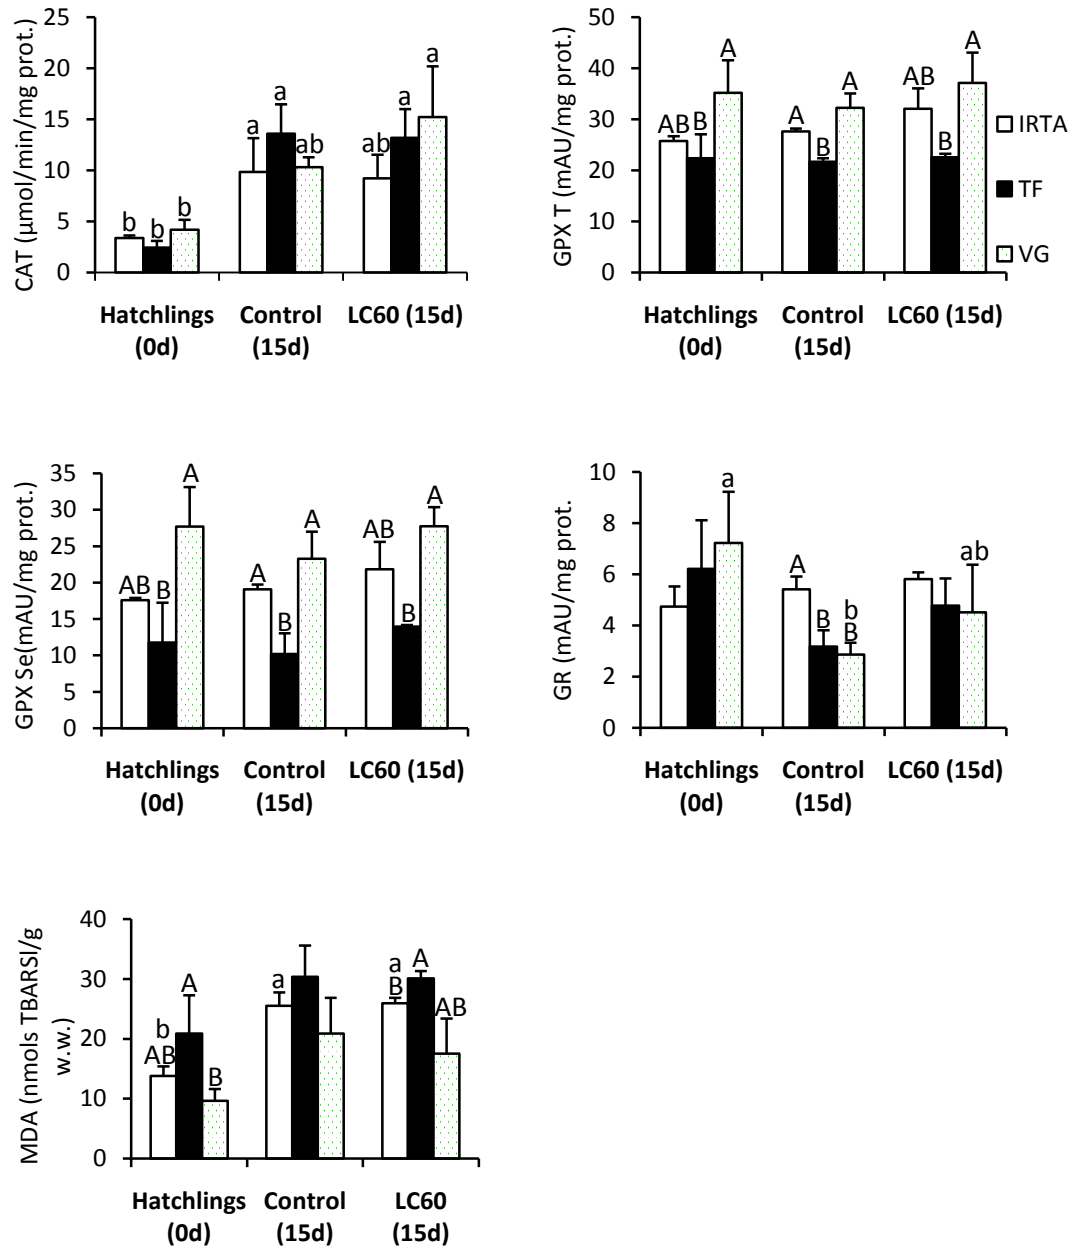 CAT (µmol/min/mg prot.)
25
20
15
10
5
0
b
b
b
a
a
ab
ab
a
a
Hatchlings
(0d)
Control
(15d)
LC60 (15d)
GPX T (mAU/mg prot.)
50
40
30
20
10
0
AB
B
A
A
B
A
AB
B
A
Hatchlings
(0d)
Control
(15d)
LC60 (15d)
IRTA
TF
VG
GPX Se(mAU/mg prot.)
35
30
25
20
15
10
5
0
AB
B
A
A
B
A
AB
B
A
Hatchlings
(0d)
Control
(15d)
LC60 (15d)
GR (mAU/mg prot.
10
8
6
4
2
0
a
A
B
b
B
ab
Hatchlings
(0d)
Control
(15d)
LC60 (15d)
MDA (nmols TBARSl/g
w.w.)
40
30
20
10
0
b
AB
A
B
a
a
B
A
AB
Hatchlings
(0d)
Control
(15d)
LC60
(15d)